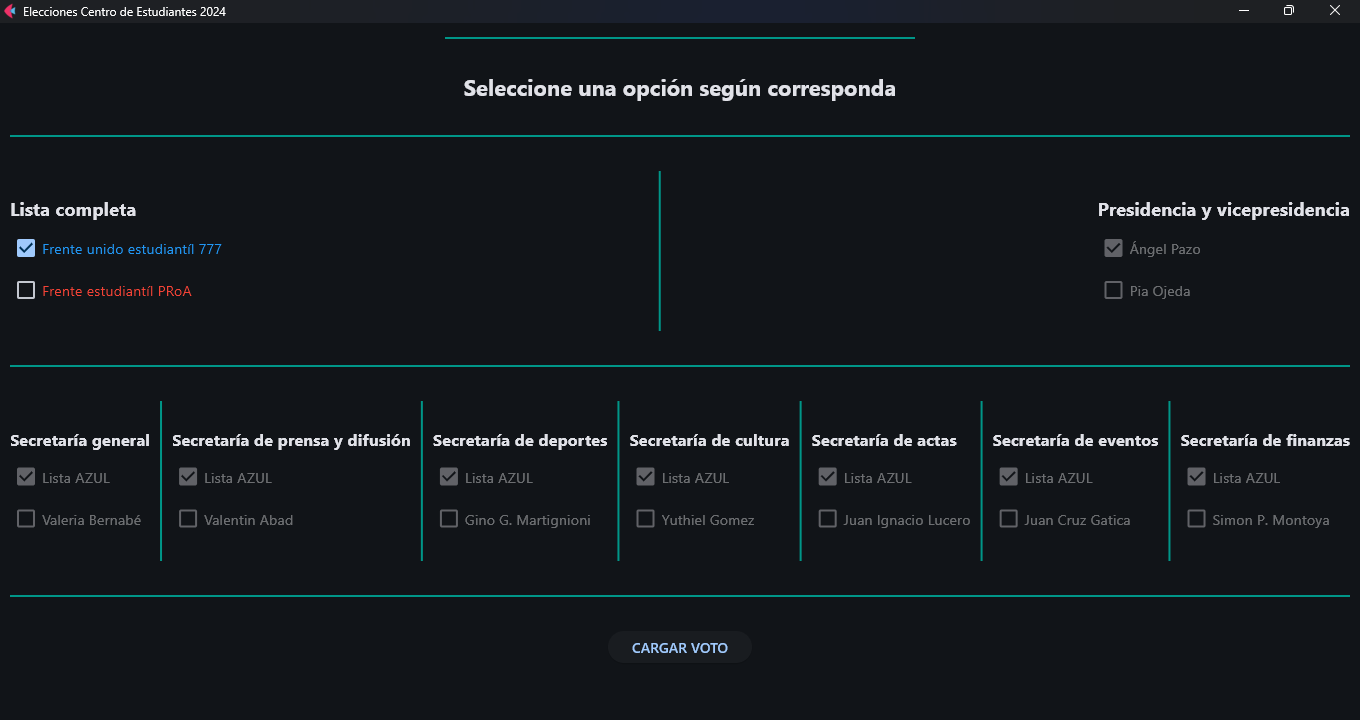 Elecciones Centro de Estudiantes 2024
Seleccione una opción según corresponda
Lista completa
Frente unido estudiantíl 777
Frente estudiantíl PRoA
Presidencia y vicepresidencia
Ángel Pazo
Pia Ojeda
Secretaría general
Lista AZUL
Valeria Bernabé
Secretaría de prensa y difusión
Lista AZUL
Valentin Abad
Secretaría de deportes
Lista AZUL
Gino G. Martignioni
Secretaría de cultura
Lista AZUL
Yuthiel Gomez
Secretaría de actas
Lista AZUL
Juan Ignacio Lucero
Secretaría de eventos
Lista AZUL
Juan Cruz Gatica
Secretaría de finanzas
Lista AZUL
Simon P. Montoya
CARGAR VOTO